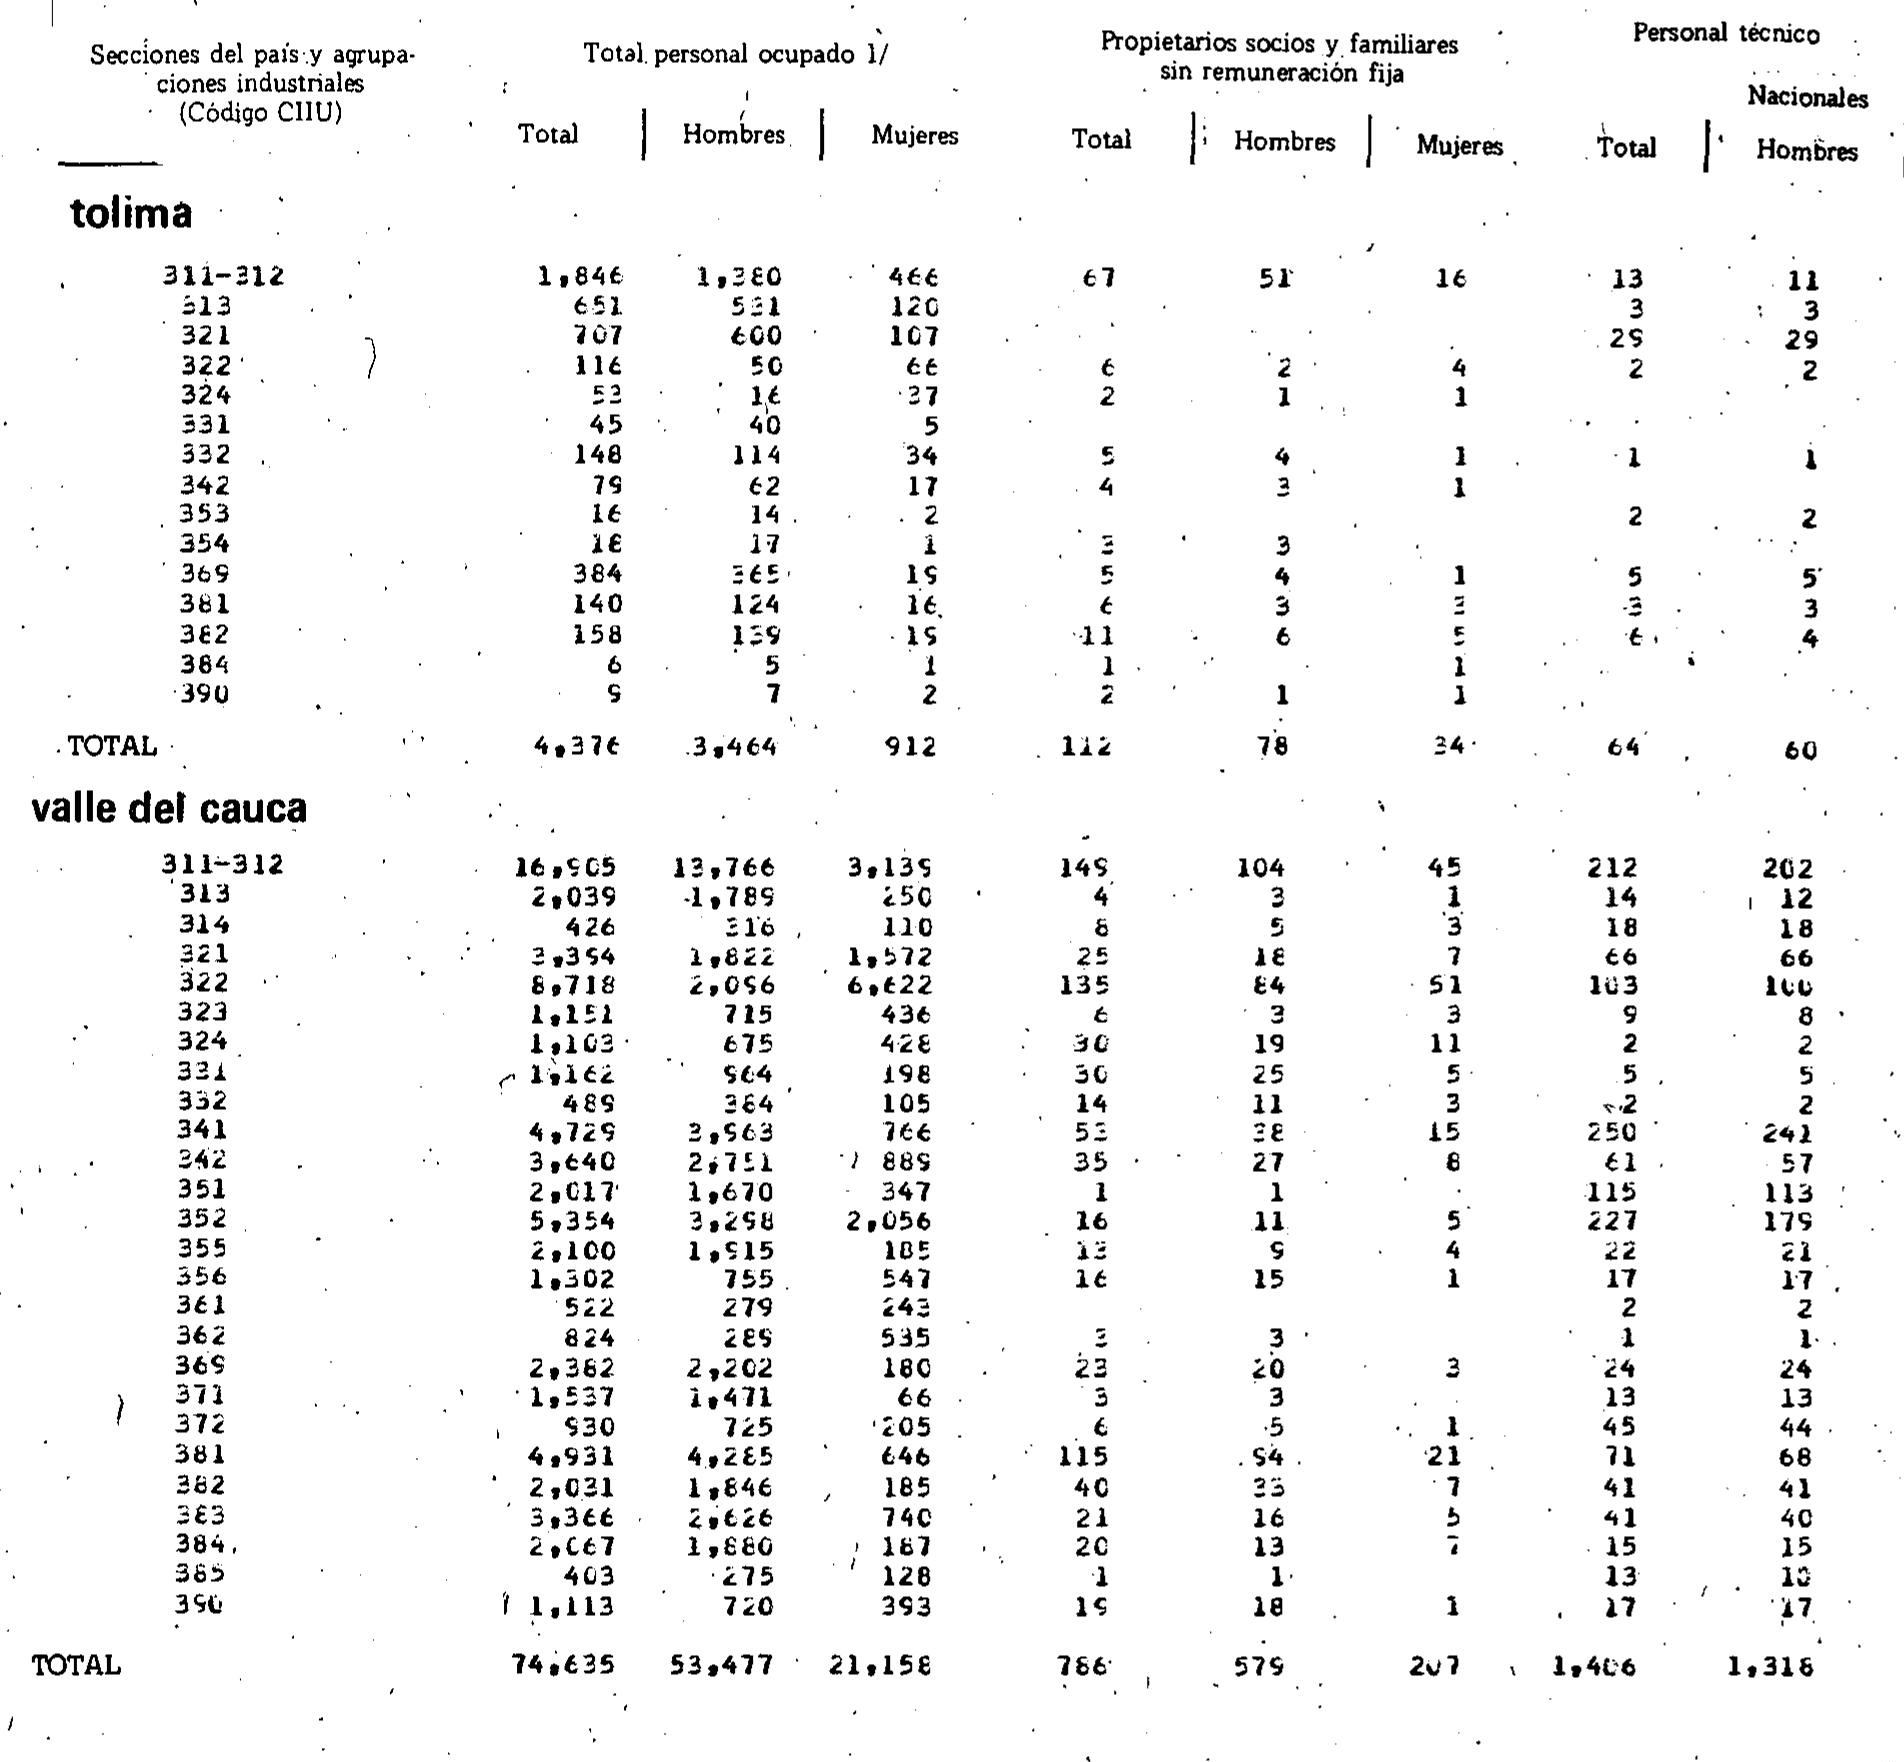 Personal técnico
Secciones del país y agrupa-
ciones industriales
(Código CIIU)
Total personal ocupado 1/
Propietarios socios y familiares
sin remuneración fija
Nacionales
Total Hombres Mujeres Total Hombres Mujeres Total Hombres
tolima
311-312 1,846 1,380 466 67 51 16 13 11
313 651 531 120 3 3
321 707 600 107 29 29
322 116 50 66 6 2 4 2 2
324 53 16 37 2 1 1
331 45 40 5
332 148 114 34 5 4 1 1 1
342 79 62 17 4 3 1
353 16 14 2 2 2
354 18 17 1 3 3
369 384 365 19 5 4 1 5 5
381 140 124 16 6 3 3 3 3
382 158 139 19 11 6 5 6 4
384 6 5 1 1 1
390 9 7 2 2 1 1
TOTAL 4,376 3,464 912 112 78 34 64 60
valle del cauca
311-312 16,905 13,766 3,139 149 104 45 212 202
313 2,039 1,789 250 4 3 1 14 12
314 426 316 110 8 5 3 18 18
321 3,394 1,822 1,572 25 18 7 66 66
322 8,718 2,096 6,622 135 84 51 103 100
323 1,151 715 436 6 3 3 9 8
324 1,103 675 428 30 19 11 2 2
331 1,162 964 198 30 25 5 5 5
332 489 384 105 14 11 3 2 2
341 4,729 3,963 766 53 38 15 250 241
342 3,640 2,751 889 35 27 8 61 57
351 2,017 1,670 347 1 1 115 113
352 5,354 3,298 2,056 16 11 5 227 179
355 2,100 1,915 185 13 9 4 22 21
356 1,302 755 547 16 15 1 17 17
361 522 279 243 2 2
362 824 289 535 3 3 1 1
369 2,382 2,202 180 23 20 3 24 24
371 1,537 1,471 66 3 3 13 13
372 930 725 205 6 5 1 45 44
381 4,931 4,285 646 115 94 21 71 68
382 2,031 1,846 185 40 33 7 41 41
383 3,366 2,626 740 21 16 5 41 40
384 2,067 1,880 187 20 13 7 15 15
385 403 275 128 1 1 13 10
390 1,113 720 393 19 18 1 17 17
TOTAL 74,635 53,477 21,158 786 579 207 1,406 1,318